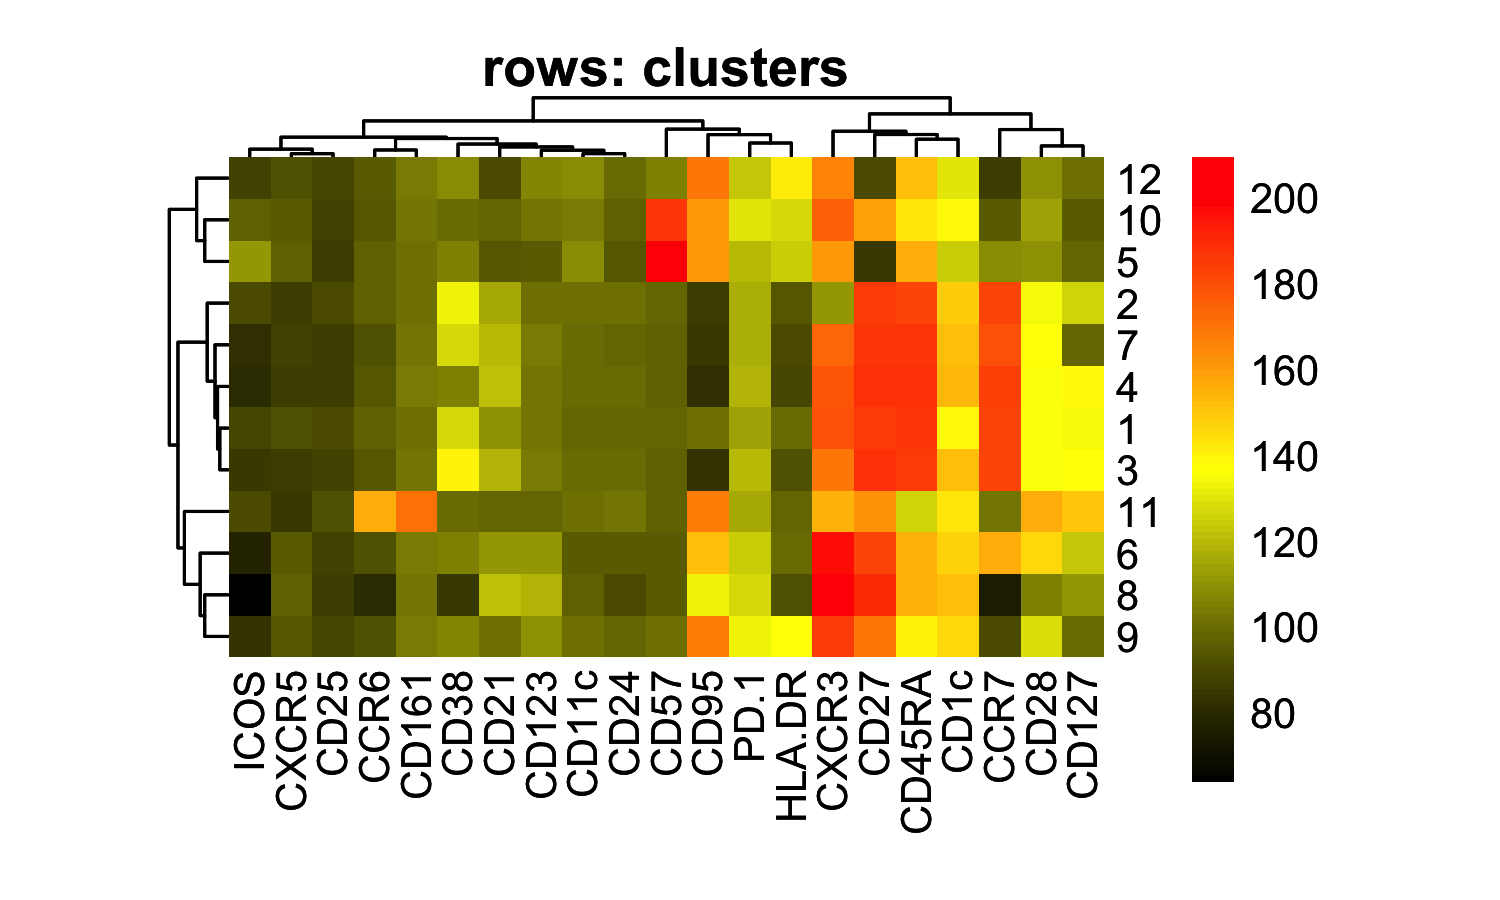 rows: clusters
12
10
5
2
7
4
1
3
11
6
8
9
200
180
160
140
120
100
80
ICOS
CXCR5
CD25
CCR6
CD161
CD38
CD21
CD123
CD11c
CD24
CD57
CD95
PD.1
HLA.DR
CXCR3
CD27
CD45RA
CD1c
CCR7
CD28
CD127